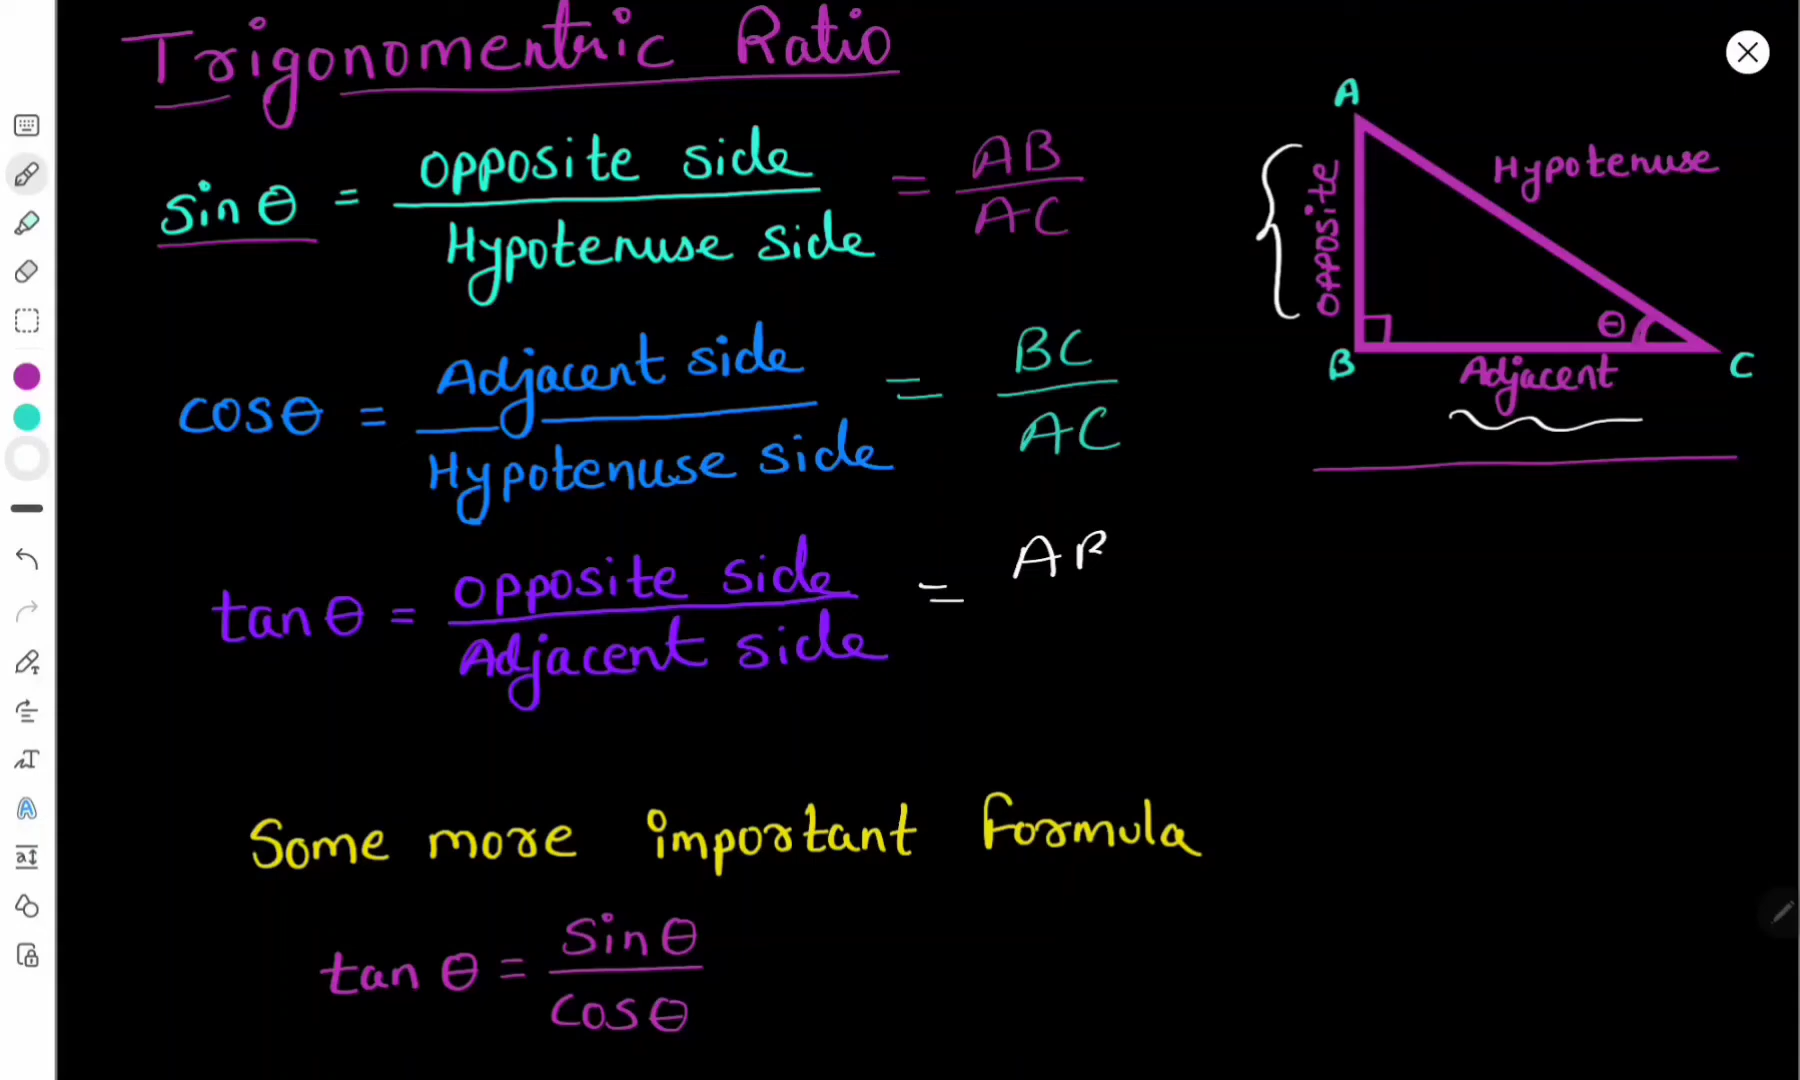 Trigonomentric Ratio
sin θ = opposite side / Hypotenuse side = AB / AC
cos θ = Adjacent side / Hypotenuse side = BC / AC
tan θ = opposite side / Adjacent side = AB
A
Hypotenuse
opposite
θ
B
Adjacent
C
Some more important formula
tan θ = sin θ / cos θ